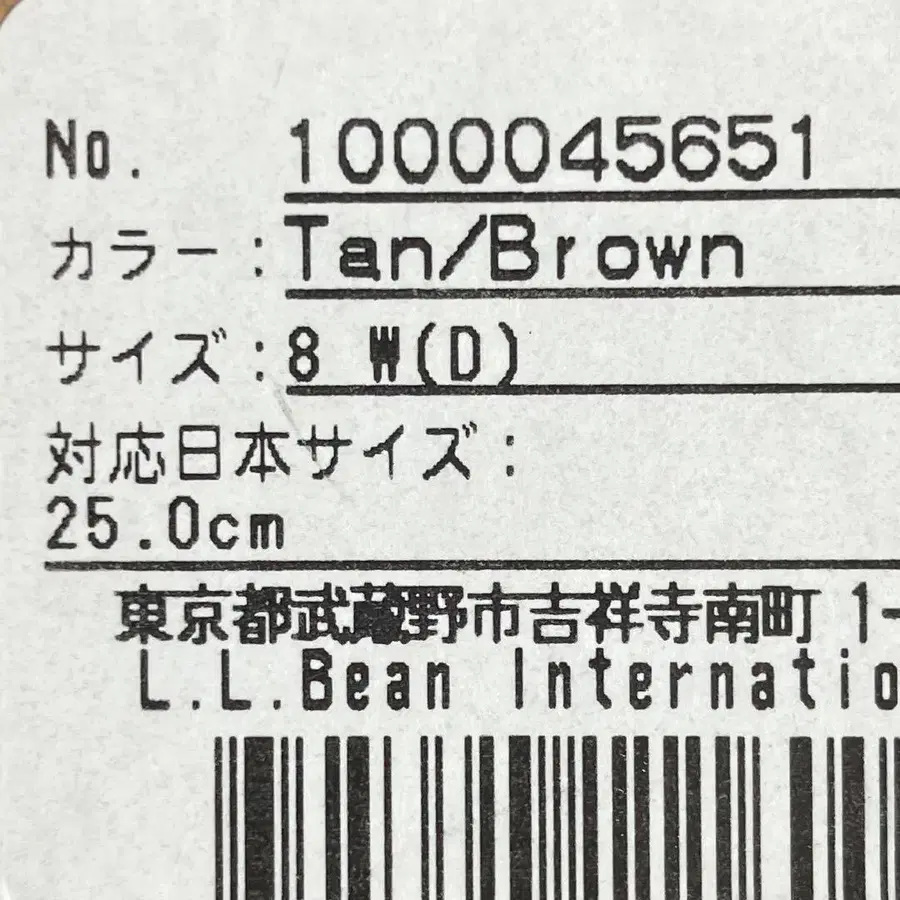 No. 1000045651
カラー:Tan/Brown
サイズ:8 W(D)
対応日本サイズ:
25.0cm
東京都武蔵野市吉祥寺南町 1-
L.L.Bean Internatio